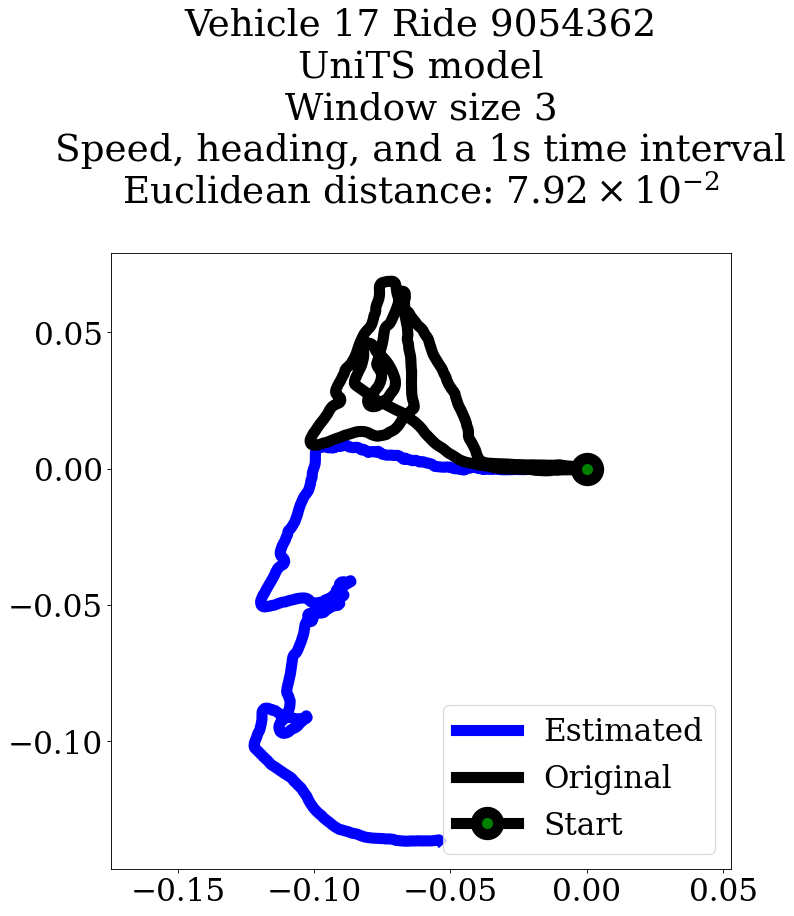 Vehicle 17 Ride 9054362
UniTS model
Window size 3
Speed, heading, and a 1s time interval
Euclidean distance: 7.92 × 10⁻²
0.05
0.00
−0.05
−0.10
Estimated
Original
Start
−0.15 −0.10 −0.05 0.00 0.05